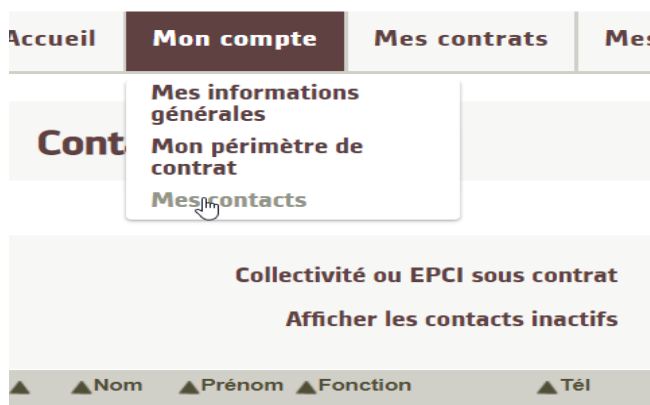 Accueil Mon compte Mes contrats Mes
Mes informations
générales
Mon périmètre de
contrat
Mes contacts
Collectivité ou EPCI sous contrat
Afficher les contacts inactifs
Nom Prénom Fonction Tél